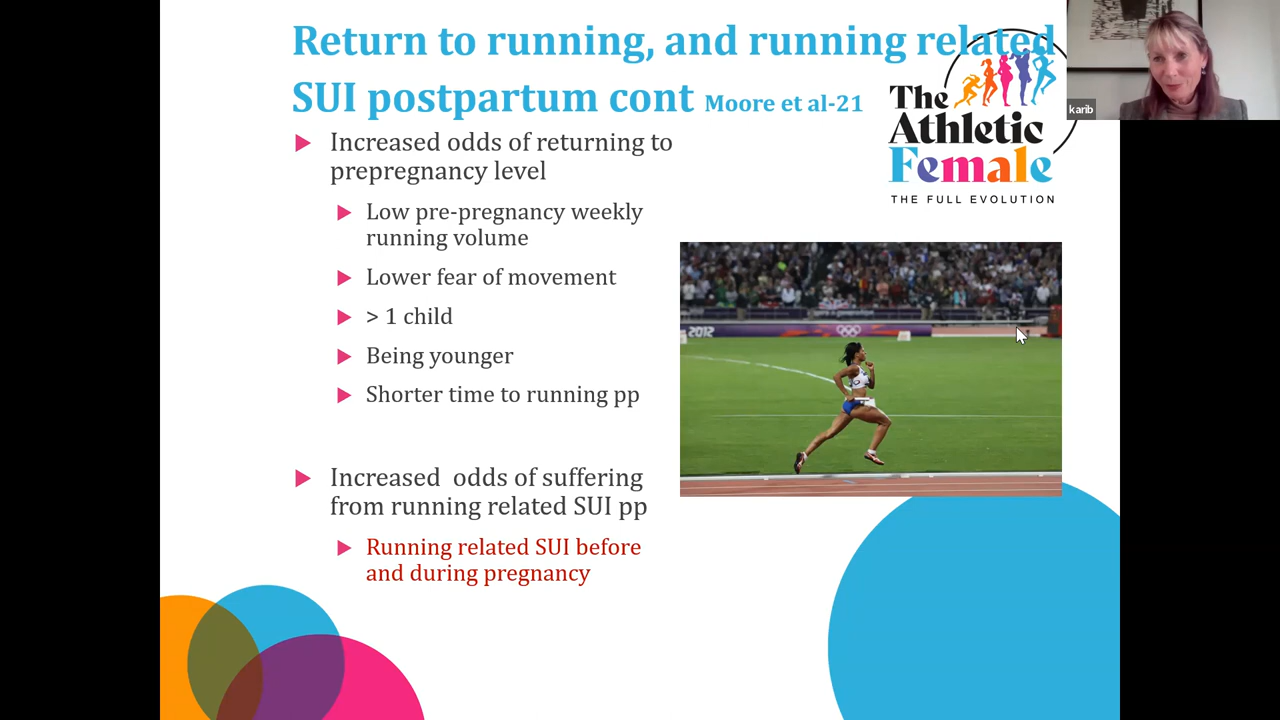 Return to running, and running related
SUI postpartum cont Moore et al-21
The
Athletic
Female
THE FULL EVOLUTION
karib
Increased odds of returning to
prepregnancy level
Low pre-pregnancy weekly
running volume
Lower fear of movement
> 1 child
Being younger
Shorter time to running pp
Increased  odds of suffering
from running related SUI pp
Running related SUI before
and during pregnancy
2012